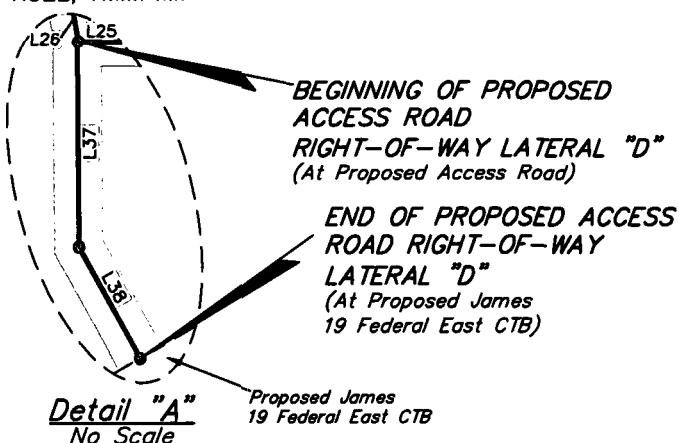 L26
L25
BEGINNING OF PROPOSED
ACCESS ROAD
RIGHT-OF-WAY LATERAL "D"
(At Proposed Access Road)
L37
END OF PROPOSED ACCESS
ROAD RIGHT-OF-WAY
LATERAL "D"
(At Proposed James
19 Federal East CTB)
L38
Detail "A"
No Scale
Proposed James
19 Federal East CTB